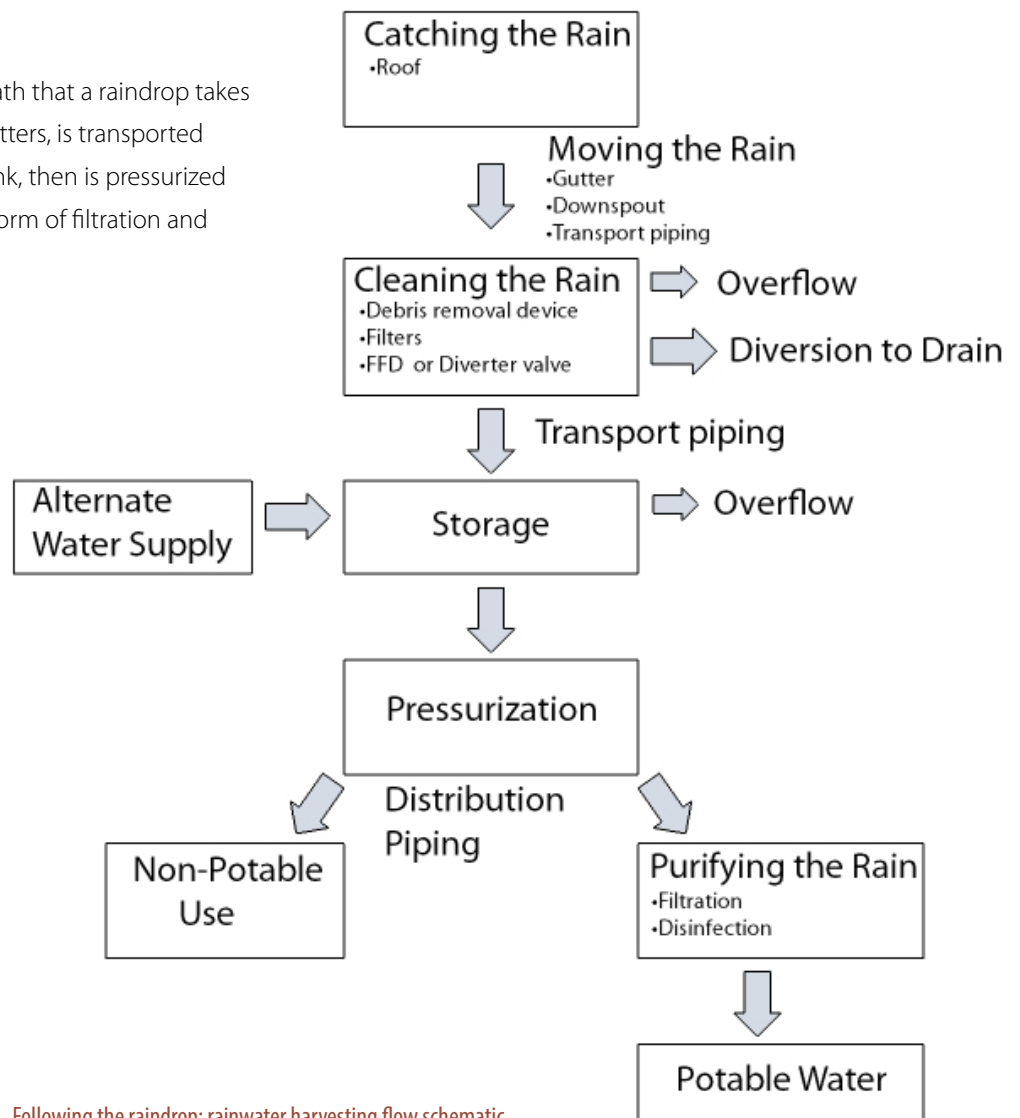 Catching the Rain
•Roof
ath that a raindrop takes
tters, is transported
nk, then is pressurized
orm of filtration and
Moving the Rain
•Gutter
•Downspout
•Transport piping
Cleaning the Rain
•Debris removal device
•Filters
•FFD or Diverter valve
Overflow
Diversion to Drain
Transport piping
Alternate
Water Supply
Storage
Overflow
Pressurization
Distribution
Piping
Non-Potable
Use
Purifying the Rain
•Filtration
•Disinfection
Potable Water
Following the raindrop: rainwater harvesting flow schematic